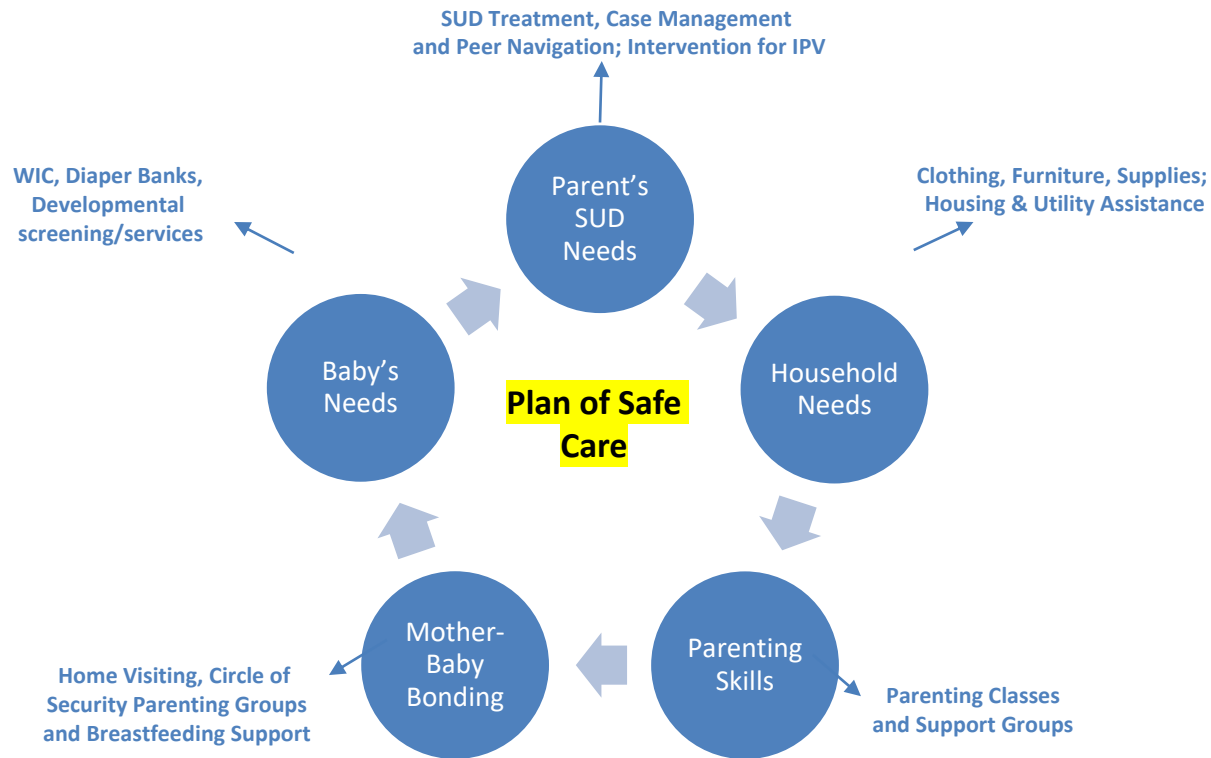 SUD Treatment, Case Management
and Peer Navigation; Intervention for IPV
WIC, Diaper Banks,
Developmental
screening/services
Parent’s
SUD
Needs
Clothing, Furniture, Supplies;
Housing & Utility Assistance
Baby’s
Needs
Plan of Safe
Care
Household
Needs
Mother-
Baby
Bonding
Parenting
Skills
Home Visiting, Circle of
Security Parenting Groups
and Breastfeeding Support
Parenting Classes
and Support Groups